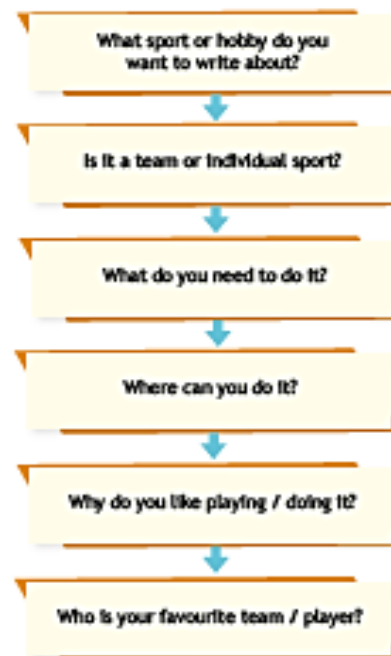 What sport or hobby do you
want to write about?
Is it a team or individual sport?
What do you need to do it?
Where can you do it?
Why do you like playing / doing it?
Who is your favourite team / player?